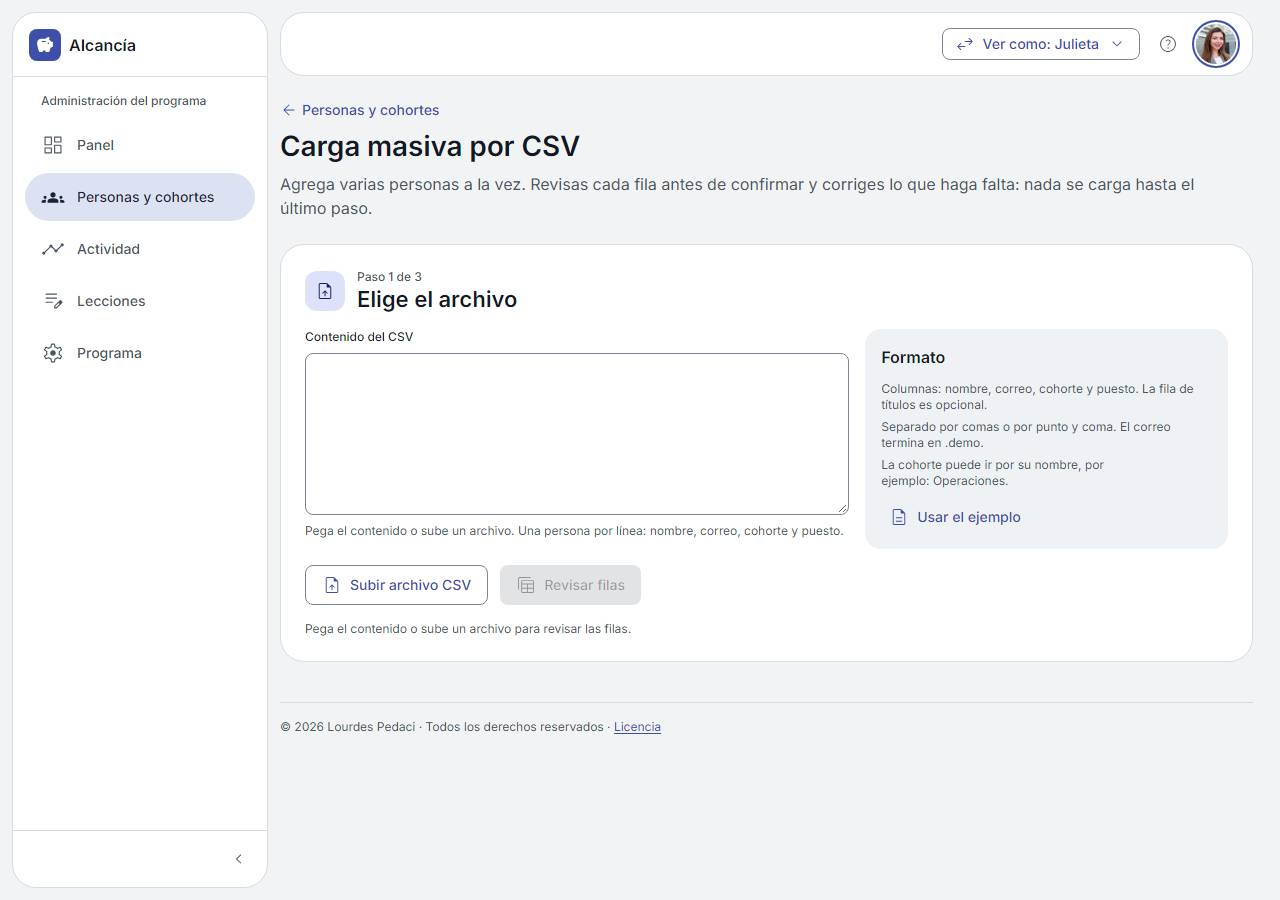 Alcancía
Ver como: Julieta
Administración del programa
Panel
Personas y cohortes
Actividad
Lecciones
Programa
Personas y cohortes
Carga masiva por CSV
Agrega varias personas a la vez. Revisas cada fila antes de confirmar y corriges lo que haga falta: nada se carga hasta el
último paso.
Paso 1 de 3
Elige el archivo
Contenido del CSV
Pega el contenido o sube un archivo. Una persona por línea: nombre, correo, cohorte y puesto.
Formato
Columnas: nombre, correo, cohorte y puesto. La fila de
títulos es opcional.
Separado por comas o por punto y coma. El correo
termina en .demo.
La cohorte puede ir por su nombre, por
ejemplo: Operaciones.
Usar el ejemplo
Subir archivo CSV
Revisar filas
Pega el contenido o sube un archivo para revisar las filas.
© 2026 Lourdes Pedaci · Todos los derechos reservados · Licencia